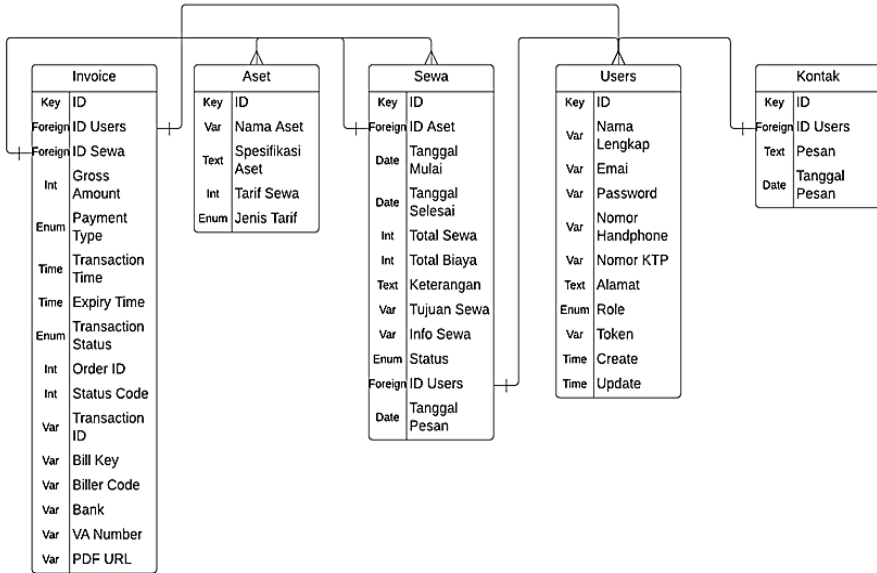 Invoice
Key ID
Foreign ID Users
Foreign ID Sewa
Int Gross
Amount
Enum Payment
Type
Time Transaction
Time
Time Expiry Time
Enum Transaction
Status
Int Order ID
Int Status Code
Var Transaction
ID
Var Bill Key
Var Biller Code
Var Bank
Var VA Number
Var PDF URL
Aset
Key ID
Var Nama Aset
Text Spesifikasi
Aset
Int Tarif Sewa
Enum Jenis Tarif
Sewa
Key ID
Foreign ID Aset
Date Tanggal
Mulai
Date Tanggal
Selesai
Int Total Sewa
Int Total Biaya
Text Keterangan
Var Tujuan Sewa
Var Info Sewa
Enum Status
Foreign ID Users
Date Tanggal
Pesan
Users
Key ID
Var Nama
Lengkap
Var Emai
Var Password
Var Nomor
Handphone
Var Nomor KTP
Text Alamat
Enum Role
Var Token
Time Create
Time Update
Kontak
Key ID
Foreign ID Users
Text Pesan
Date Tanggal
Pesan